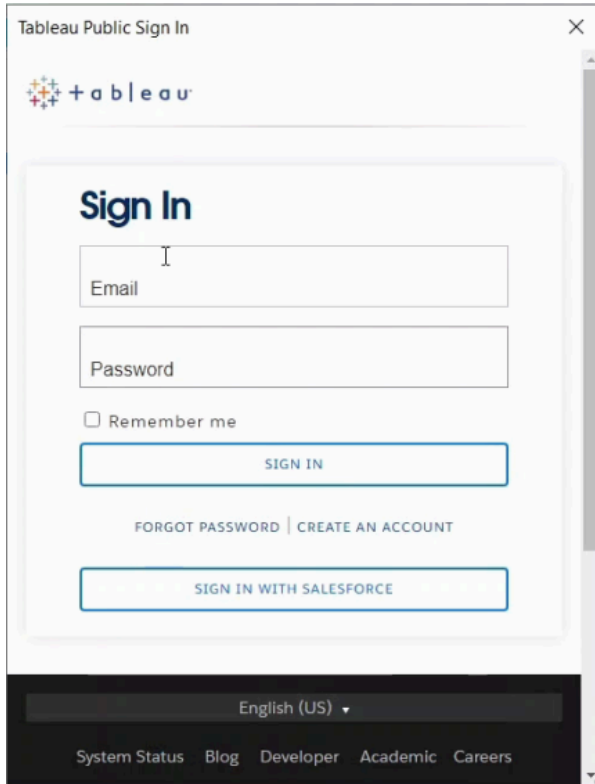 Tableau Public Sign In
+ableau
Sign In
Email
Password
Remember me
SIGN IN
FORGOT PASSWORD | CREATE AN ACCOUNT
SIGN IN WITH SALESFORCE
English (US)
System Status Blog Developer Academic Careers